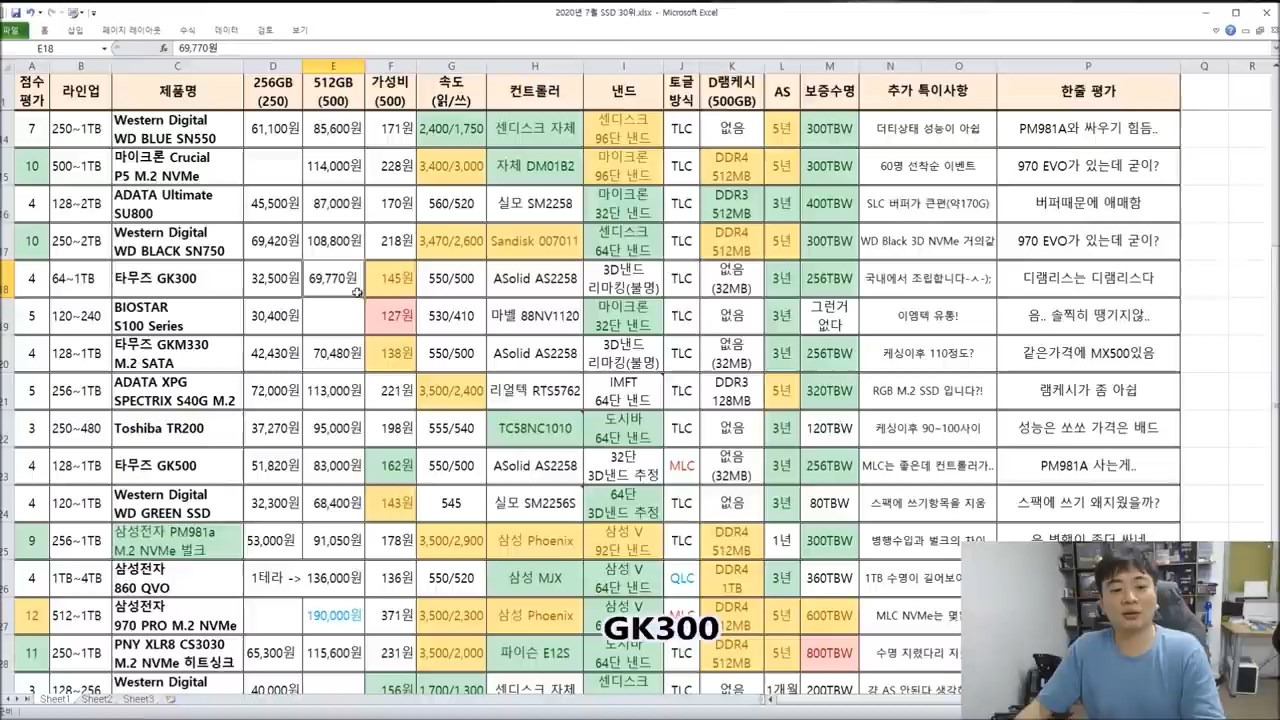 2020년 7월 SSD 30위.xlsx - Microsoft Excel
파일 홈 삽입 페이지 레이아웃 수식 데이터 검토 보기
E18 fx 69,770원
A B C D E F G H I J K L M N O P Q R
점수 평가 라인업 제품명 256GB (250) 512GB (500) 가성비 (500) 속도 (읽/쓰) 컨트롤러 낸드 토글 방식 D램케시 (500GB) AS 보증수명 추가 특이사항 한줄 평가
7 250~1TB Western Digital WD BLUE SN550 61,100원 85,600원 171원 2,400/1,750 센디스크 자체 센디스크 96단 낸드 TLC 없음 5년 300TBW 더티상태 성능이 아쉽 PM981A와 싸우기 힘듬..
10 500~1TB 마이크론 Crucial P5 M.2 NVMe 114,000원 228원 3,400/3,000 자체 DM01B2 마이크론 96단 낸드 TLC DDR4 512MB 5년 300TBW 60명 선착순 이벤트 970 EVO가 있는데 굳이?
4 128~2TB ADATA Ultimate SU800 45,500원 87,000원 170원 560/520 실모 SM2258 마이크론 32단 낸드 TLC DDR3 512MB 3년 400TBW SLC 버퍼가 큰편(약170G) 버퍼때문에 애매함
10 250~2TB Western Digital WD BLACK SN750 69,420원 108,800원 218원 3,470/2,600 Sandisk 007011 센디스크 64단 낸드 TLC DDR4 512MB 5년 300TBW WD Black 3D NVMe 거의같 970 EVO가 있는데 굳이?
4 64~1TB 타무즈 GK300 32,500원 69,770원 145원 550/500 ASolid AS2258 3D낸드 리마킹(불명) TLC 없음 (32MB) 3년 256TBW 국내에서 조립합니다-ㅅ-); 디램리스는 디램리스다
5 120~240 BIOSTAR S100 Series 30,400원 127원 530/410 마벨 88NV1120 마이크론 32단 낸드 TLC 없음 3년 그런거 없다 이엠텍 유통! 음.. 솔찍히 땡기지않..
4 128~1TB 타무즈 GKM330 M.2 SATA 42,430원 70,480원 138원 550/500 ASolid AS2258 3D낸드 리마킹(불명) TLC 없음 (32MB) 3년 256TBW 케싱이후 110정도? 같은가격에 MX500있음
5 256~1TB ADATA XPG SPECTRIX S40G M.2 72,000원 113,000원 221원 3,500/2,400 리얼텍 RTS5762 IMFT 64단 낸드 TLC DDR3 128MB 5년 320TBW RGB M.2 SSD 입니다?! 램케시가 좀 아쉽
3 250~480 Toshiba TR200 37,270원 95,000원 198원 555/540 TC58NC1010 도시바 64단 낸드 TLC 없음 3년 120TBW 케싱이후 90~100사이 성능은 쏘쏘 가격은 배드
4 128~1TB 타무즈 GK500 51,820원 83,000원 162원 550/500 ASolid AS2258 32단 3D낸드 추정 MLC 없음 (32MB) 3년 256TBW MLC는 좋은데 컨트롤러가.. PM981A 사는게..
4 120~1TB Western Digital WD GREEN SSD 32,300원 68,400원 143원 545 실모 SM2256S 64단 3D낸드 추정 TLC 없음 3년 80TBW 스팩에 쓰기항목을 지움 스팩에 쓰기 왜지웠을까?
9 256~1TB 삼성전자 PM981a M.2 NVMe 벌크 53,000원 91,050원 178원 3,500/2,900 삼성 Phoenix 삼성 V 92단 낸드 TLC DDR4 512MB 1년 300TBW 병행수입과 벌크의 차이
4 1TB~4TB 삼성전자 860 QVO 1테라 -> 136,000원 136원 550/520 삼성 MJX 삼성 V 64단 낸드 QLC DDR4 1TB 3년 360TBW 1TB 수명이 길어보이
12 512~1TB 삼성전자 970 PRO M.2 NVMe 190,000원 371원 3,500/2,300 삼성 Phoenix 삼성 V DDR4 512MB 5년 600TBW MLC NVMe는 몇
11 250~1TB PNY XLR8 CS3030 M.2 NVMe 히트싱크 65,300원 115,600원 231원 3,500/2,000 파이슨 E12S 도시바 64단 낸드 TLC DDR4 512MB 5년 800TBW 수명 지렸다리 지
3 128~256 Western Digital 40,000원 156원 1,700/1,300 센디스크 자체 센디스크 TLC 없음 1개월 200TBW 걍 AS 안된다 생각
GK300
Sheet1 Sheet2 Sheet3
준비